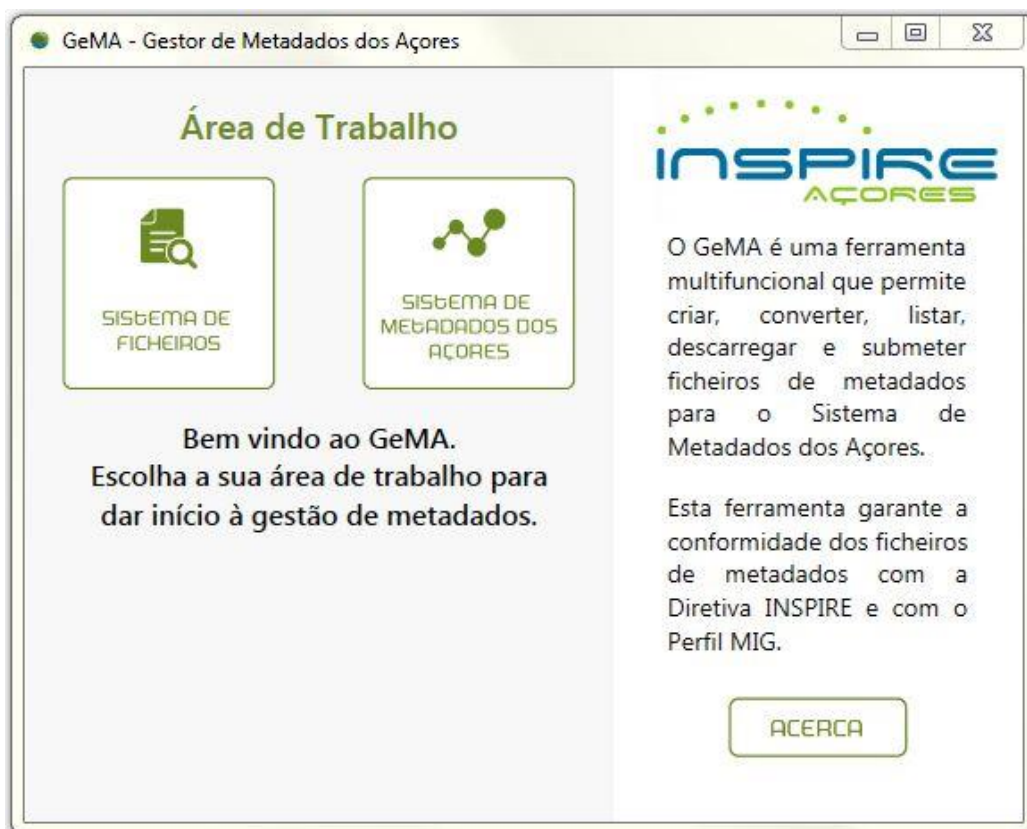 GeMA - Gestor de Metadados dos Açores
Área de Trabalho
SISTEMA DE
FICHEIROS
SISTEMA DE
METADADOS DOS
AÇORES
Bem vindo ao GeMA.
Escolha a sua área de trabalho para
dar início à gestão de metadados.
INSPIRE
AÇORES
O GeMA é uma ferramenta
multifuncional que permite
criar, converter, listar,
descarregar e submeter
ficheiros de metadados
para o Sistema de
Metadados dos Açores.
Esta ferramenta garante a
conformidade dos ficheiros
de metadados com a
Diretiva INSPIRE e com o
Perfil MIG.
ACERCA